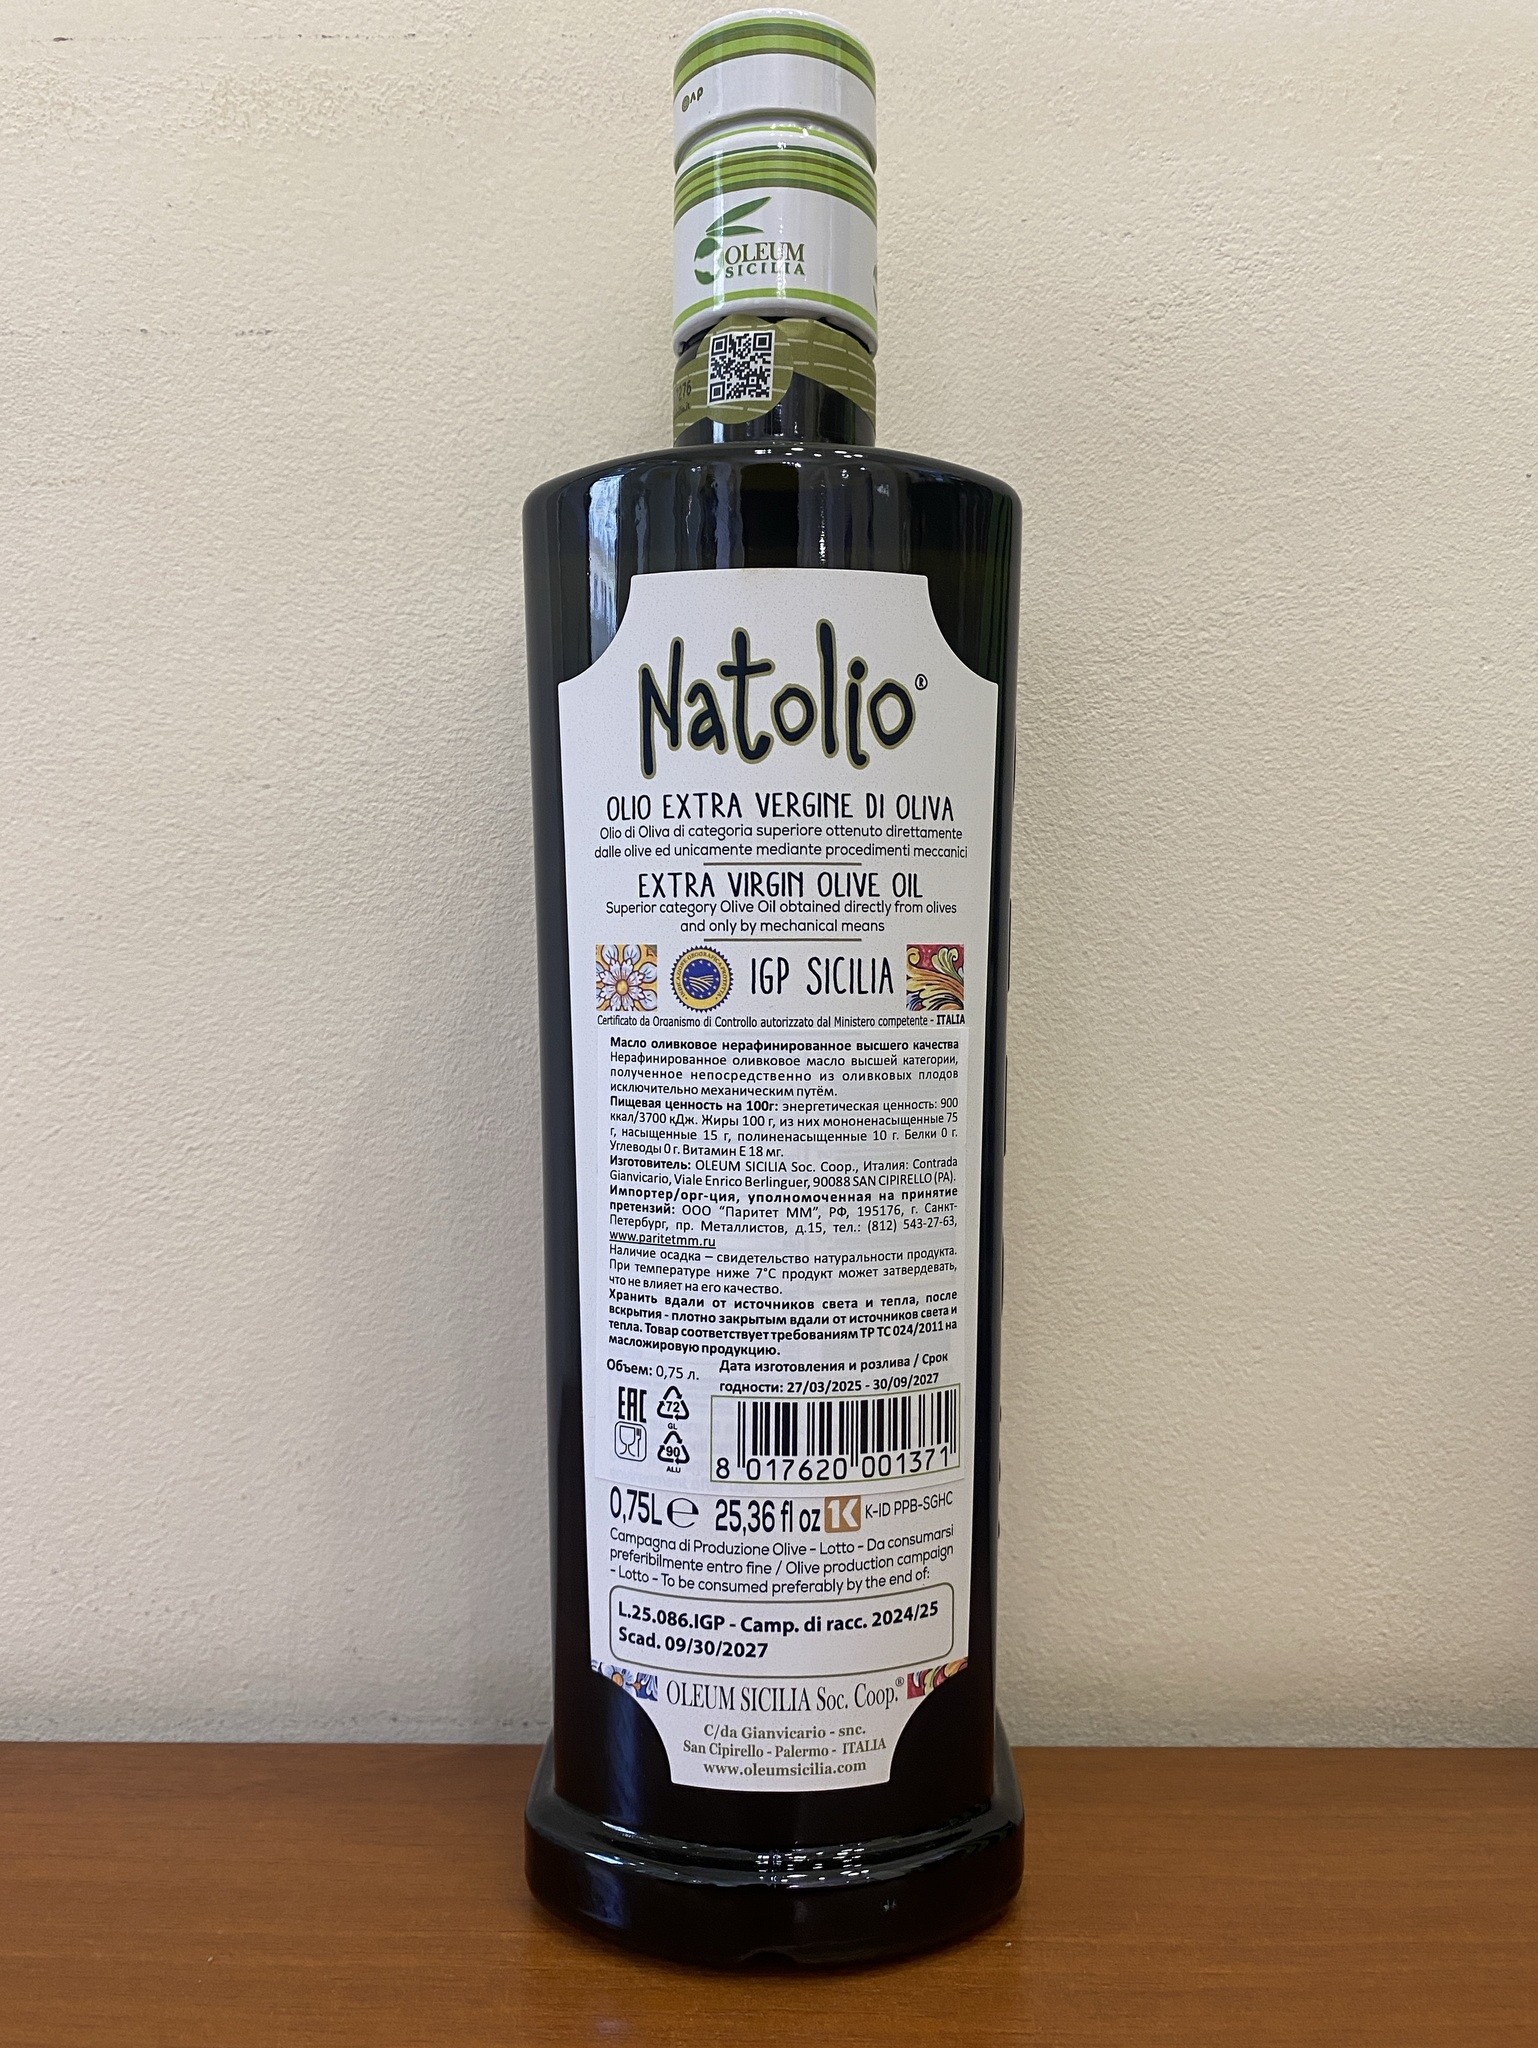 OLEUM
SICILIA
276
Natolio®
OLIO EXTRA VERGINE DI OLIVA
Olio di Oliva di categoria superiore ottenuto direttamente
dalle olive ed unicamente mediante procedimenti meccanici
EXTRA VIRGIN OLIVE OIL
Superior category Olive Oil obtained directly from olives
and only by mechanical means
INDICAZIONE GEOGRAFICA PROTETTA
IGP SICILIA
Certificato da Organismo di Controllo autorizzato dal Ministero competente - ITALIA
Масло оливковое нерафинированное высшего качества
Нерафинированное оливковое масло высшей категории,
полученное непосредственно из оливковых плодов
исключительно механическим путём.
Пищевая ценность на 100г: энергетическая ценность: 900
ккал/3700 кДж. Жиры 100 г, из них мононенасыщенные 75
г, насыщенные 15 г, полиненасыщенные 10 г. Белки 0 г.
Углеводы 0 г. Витамин Е 18 мг.
Изготовитель: OLEUM SICILIA Soc. Coop., Италия: Contrada
Gianvicario, Viale Enrico Berlinguer, 90088 SAN CIPIRELLO (PA).
Импортер/орг-ция, уполномоченная на принятие
претензий: ООО “Паритет ММ”, РФ, 195176, г. Санкт-
Петербург, пр. Металлистов, д.15, тел.: (812) 543-27-63,
www.paritetmm.ru
Наличие осадка – свидетельство натуральности продукта.
При температуре ниже 7°С продукт может затвердевать,
что не влияет на его качество.
Хранить вдали от источников света и тепла, после
вскрытия - плотно закрытым вдали от источников света и
тепла. Товар соответствует требованиям ТР ТС 024/2011 на
масложировую продукцию.
Объем: 0,75 л.
Дата изготовления и розлива / Срок
годности: 27/03/2025 - 30/09/2027
EAC
72
GL
90
ALU
8 017620 001371
0,75L ℮ 25,36 fl oz 1K K-ID PPB-SGHC
Campagna di Produzione Olive – Lotto – Da consumarsi
preferibilmente entro fine / Olive production campaign
– Lotto – To be consumed preferably by the end of:
L.25.086.IGP - Camp. di racc. 2024/25
Scad. 09/30/2027
OLEUM SICILIA Soc. Coop.®
C/da Gianvicario - snc.
San Cipirello - Palermo - ITALIA
www.oleumsicilia.com